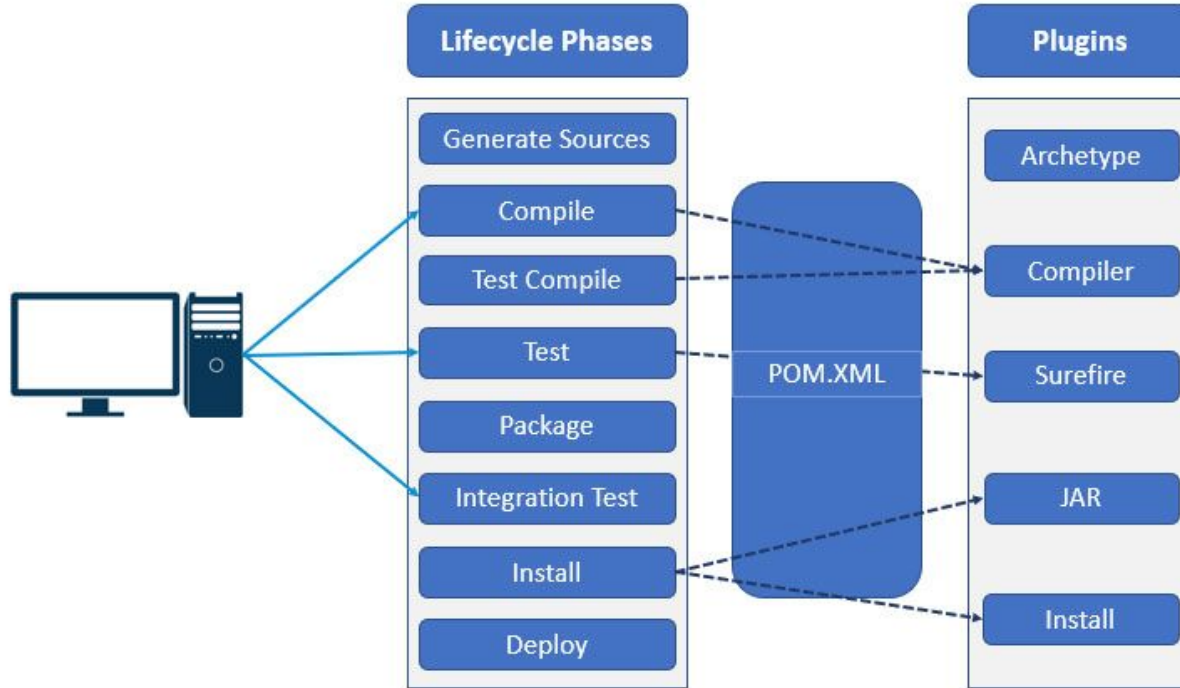 Lifecycle Phases
Plugins
Generate Sources
Compile
Test Compile
Test
Package
Integration Test
Install
Deploy
POM.XML
Archetype
Compiler
Surefire
JAR
Install